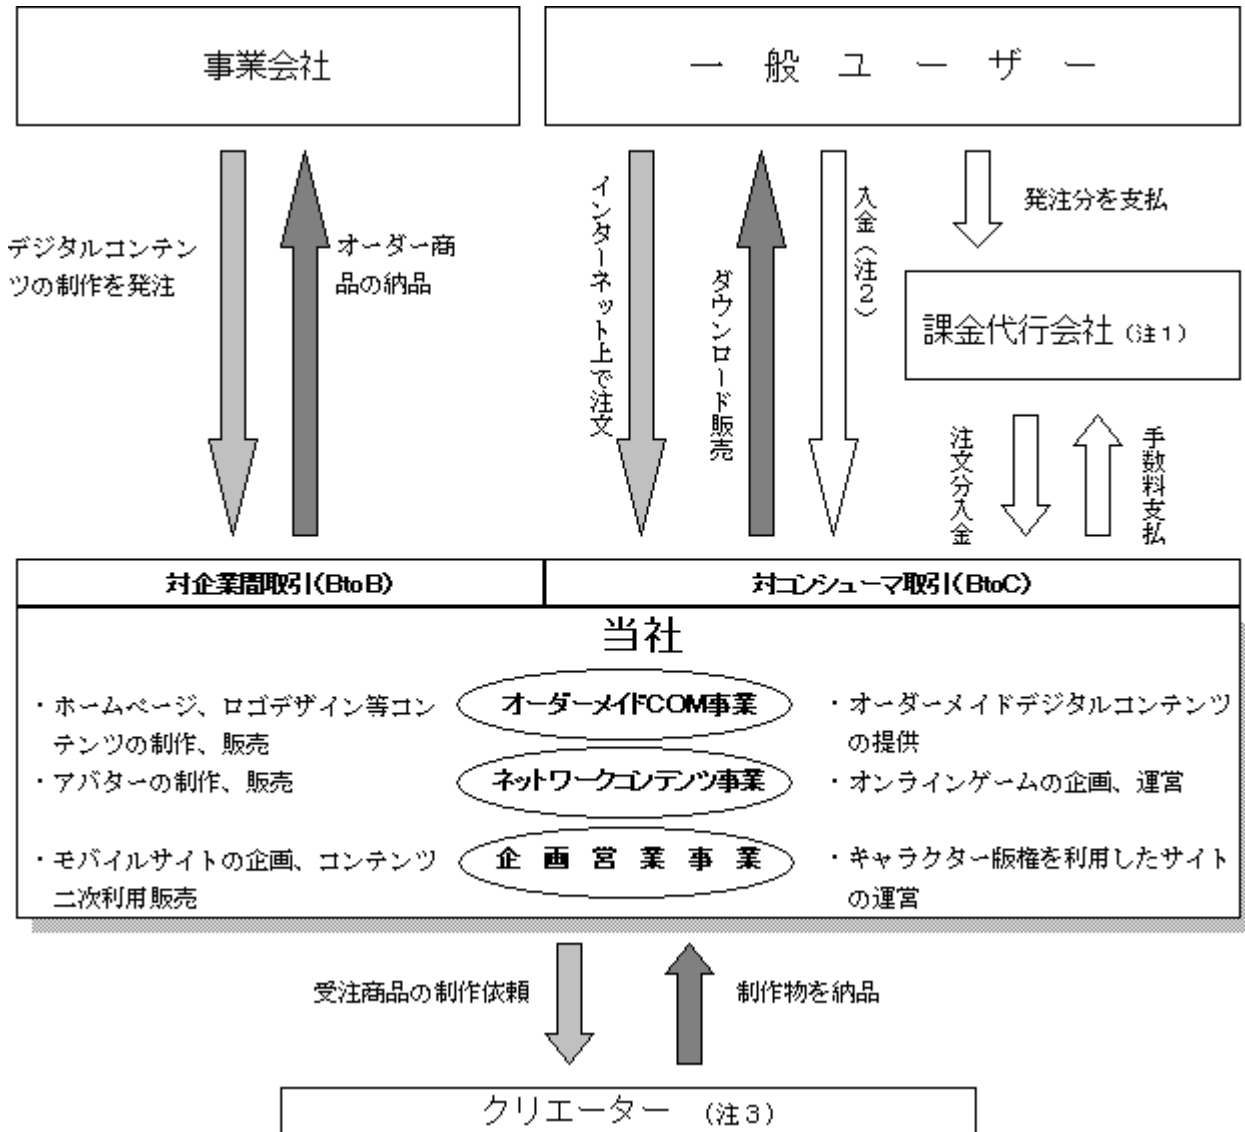 事業会社
一般ユーザー
デジタルコンテン
ツの制作を発注
オーダー商
品の納品
インターネット上で注文
ダウンロード販売
入金(注2)
発注分を支払
課金代行会社(注1)
注文分入金
手数料支払
対企業間取引(BtoB)
対コンシューマ取引(BtoC)
当社
・ホームページ、ロゴデザイン等コン
テンツの制作、販売
オーダーメイドCOM事業
・オーダーメイドデジタルコンテンツ
の提供
・アバターの制作、販売
ネットワークコンテンツ事業
・オンラインゲームの企画、運営
・モバイルサイトの企画、コンテンツ
二次利用販売
企画営業事業
・キャラクター版権を利用したサイト
の運営
受注商品の制作依頼
制作物を納品
クリエーター(注3)